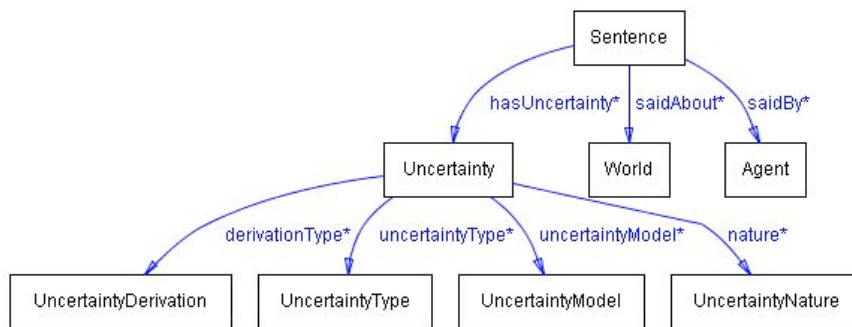 Sentence
hasUncertainty* saidAbout* saidBy*
Uncertainty World Agent
derivationType* uncertaintyType* uncertaintyModel* nature*
UncertaintyDerivation UncertaintyType UncertaintyModel UncertaintyNature